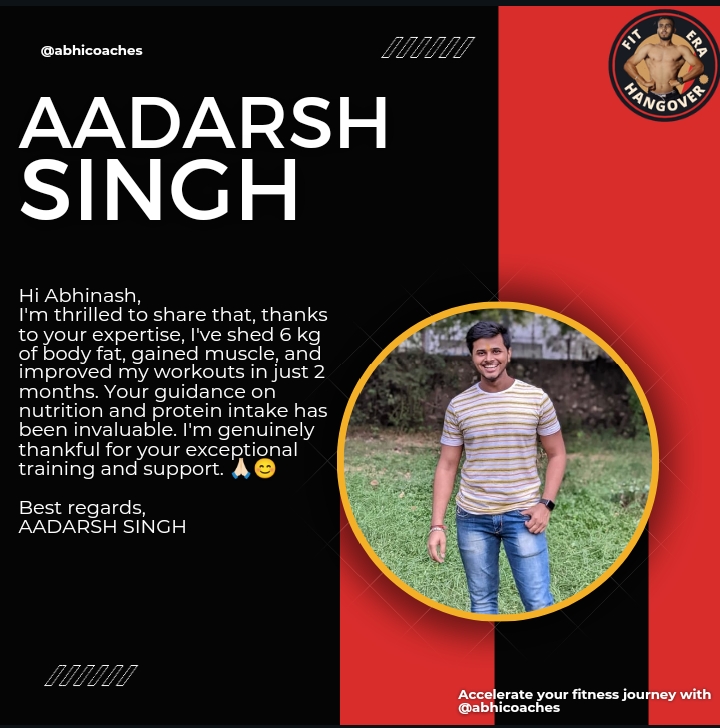 @abhicoaches
FIT ERA
HANGOVER
AADARSH
SINGH
Hi Abhinash,
I'm thrilled to share that, thanks
to your expertise, I've shed 6 kg
of body fat, gained muscle, and
improved my workouts in just 2
months. Your guidance on
nutrition and protein intake has
been invaluable. I'm genuinely
thankful for your exceptional
training and support. 🙏🏻😊
Best regards,
AADARSH SINGH
Accelerate your fitness journey with
@abhicoaches